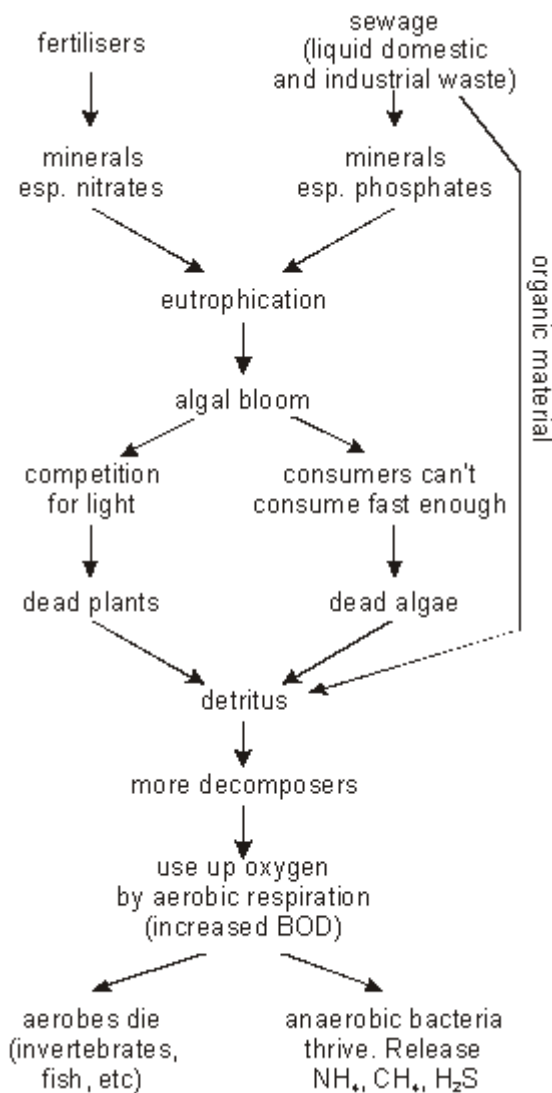 fertilisers
sewage
(liquid domestic
and industrial waste)
minerals
esp. nitrates
minerals
esp. phosphates
organic material
eutrophication
algal bloom
competition
for light
consumers can't
consume fast enough
dead plants
dead algae
detritus
more decomposers
use up oxygen
by aerobic respiration
(increased BOD)
aerobes die
(invertebrates,
fish, etc)
anaerobic bacteria
thrive. Release
NH₄, CH₄, H₂S